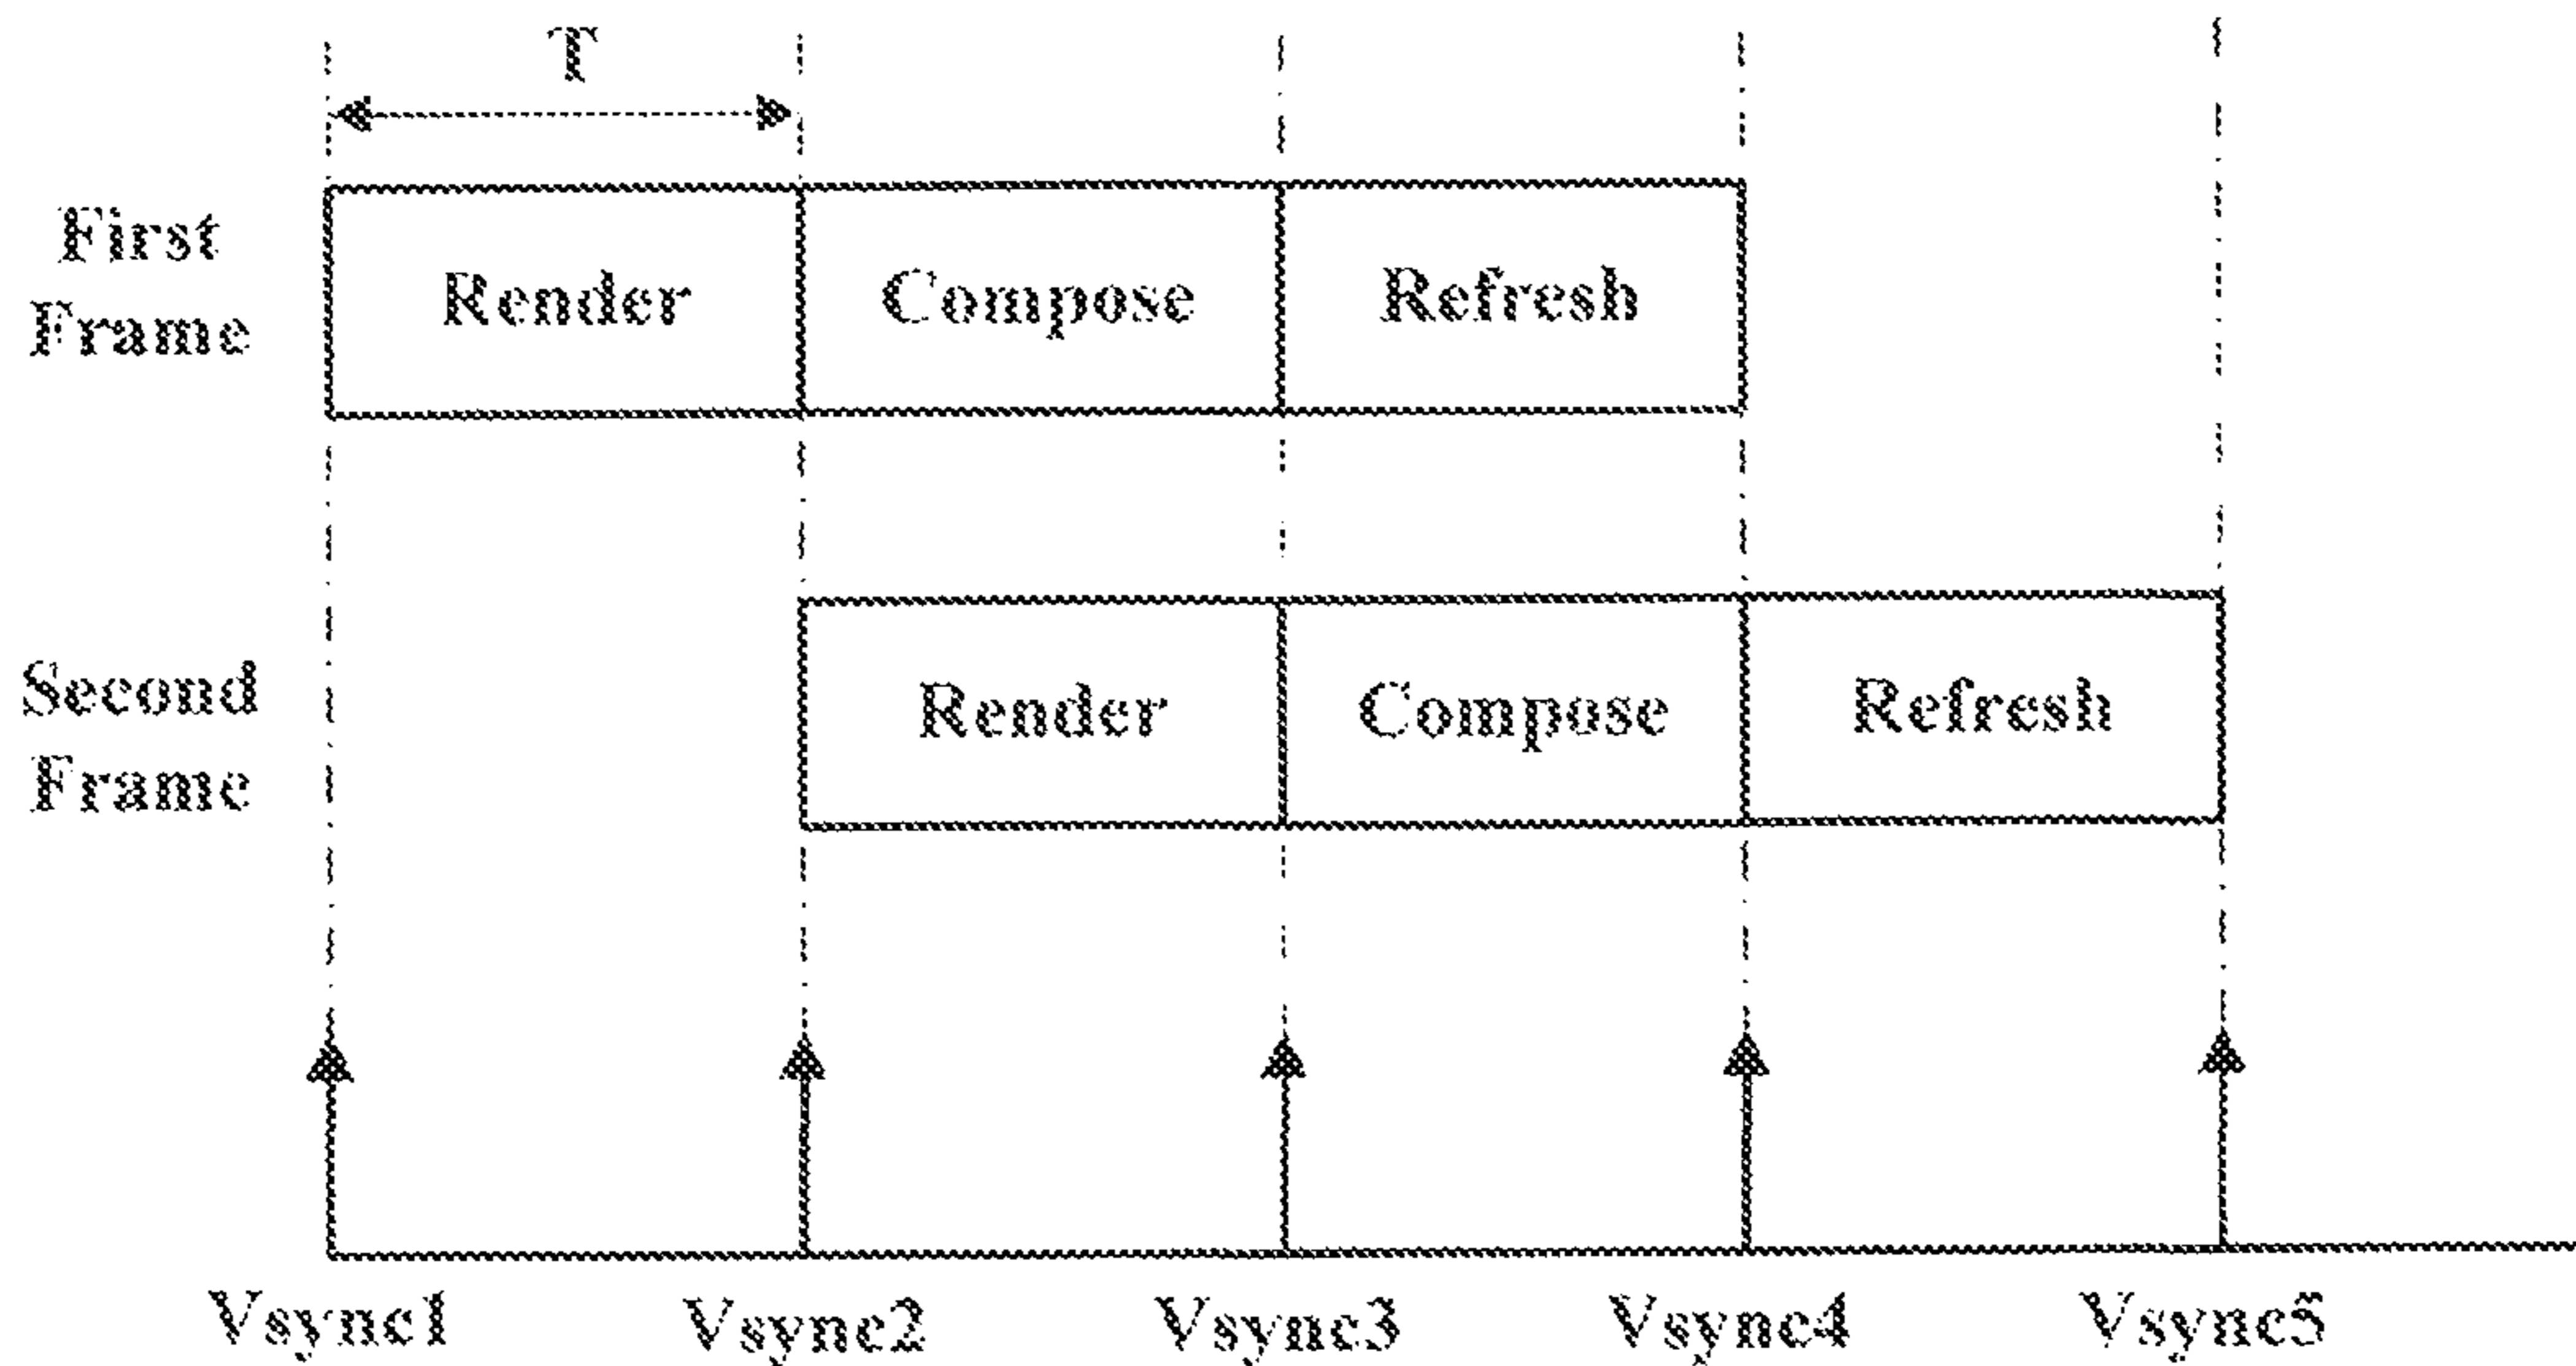 T
First
Frame
Render
Compose
Refresh
Second
Frame
Render
Compose
Refresh
Vsync1
Vsync2
Vsync3
Vsync4
Vsync5